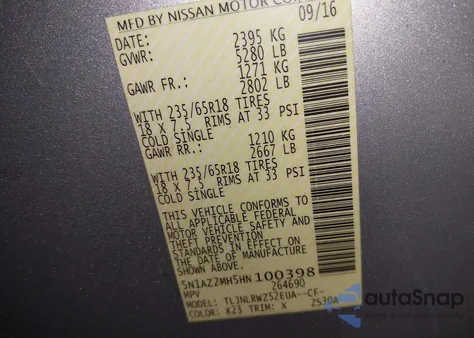 MFD BY NISSAN MOTOR CO.
DATE: 09/16
GVWR: 2395 KG
5280 LB
GAWR FR.: 1271 KG
2802 LB
WITH 235/65R18 TIRES
18 X 7.5 RIMS AT 33 PSI
COLD SINGLE
GAWR RR.: 1210 KG
2667 LB
WITH 235/65R18 TIRES
18 X 7.5 RIMS AT 33 PSI
COLD SINGLE
THIS VEHICLE CONFORMS TO
ALL APPLICABLE FEDERAL
MOTOR VEHICLE SAFETY AND
THEFT PREVENTION
STANDARDS IN EFFECT ON
THE DATE OF MANUFACTURE
SHOWN ABOVE.
5N1AZ2MH5HN100398
MPV 264690
MODEL: TLJNLRWZ52EUA--CF-
COLOR: K23 TRIM: X ZS30A
autoSnap